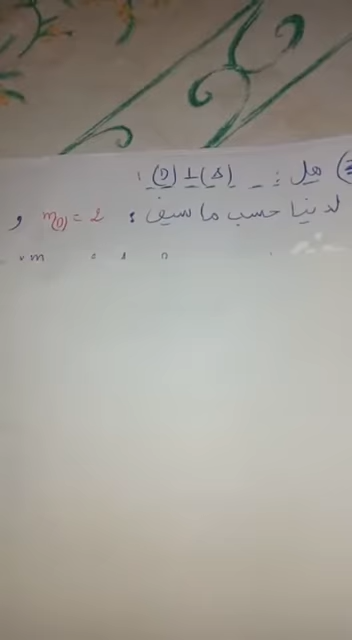 هل : _ _ (Δ)⊥(D) :
لدينا حسب ما سبق : m(D) = 2 و